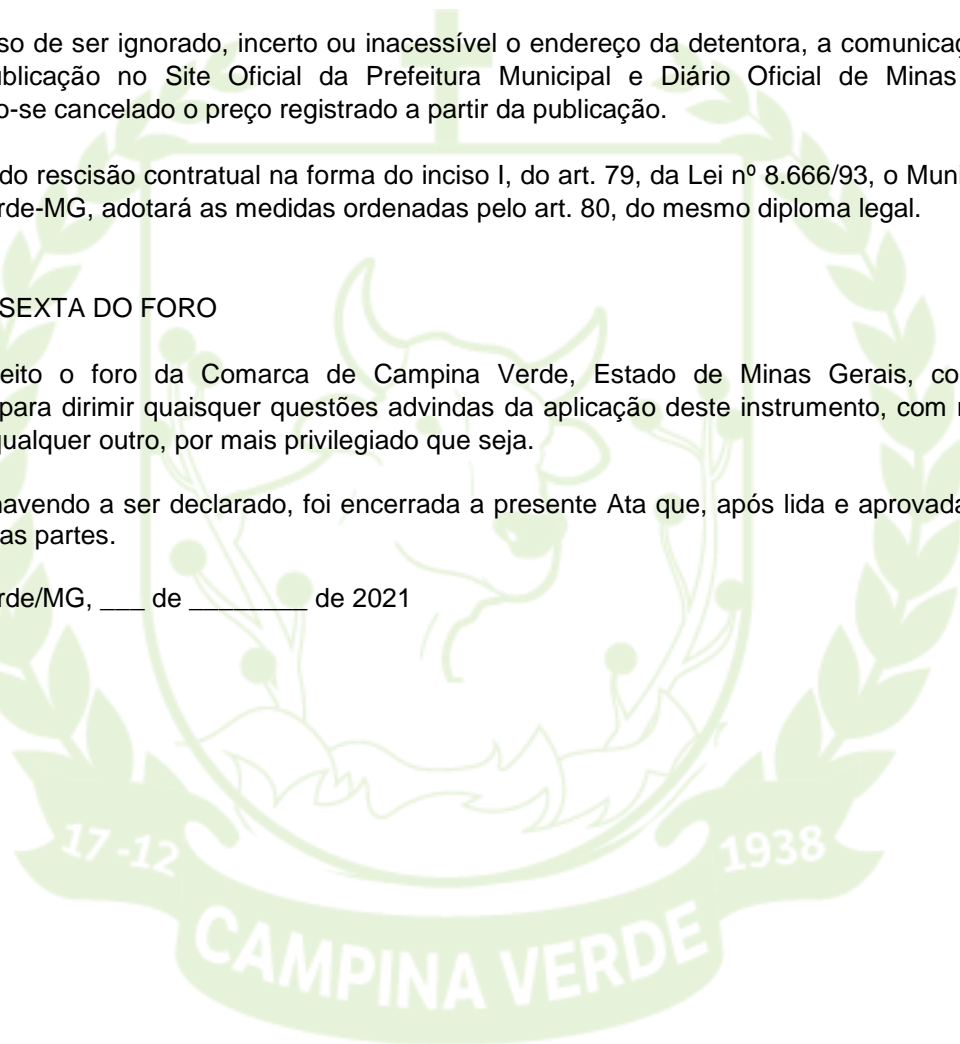 so de ser ignorado, incerto ou inacessível o endereço da detentora, a comunicaç
ublicação no Site Oficial da Prefeitura Municipal e Diário Oficial de Minas
o-se cancelado o preço registrado a partir da publicação.
do rescisão contratual na forma do inciso I, do art. 79, da Lei nº 8.666/93, o Muni
rde-MG, adotará as medidas ordenadas pelo art. 80, do mesmo diploma legal.
SEXTA DO FORO
eito o foro da Comarca de Campina Verde, Estado de Minas Gerais, co
para dirimir quaisquer questões advindas da aplicação deste instrumento, com
qualquer outro, por mais privilegiado que seja.
havendo a ser declarado, foi encerrada a presente Ata que, após lida e aprovada
as partes.
rde/MG, ___ de ________ de 2021
17-12
1938
CAMPINA VERDE